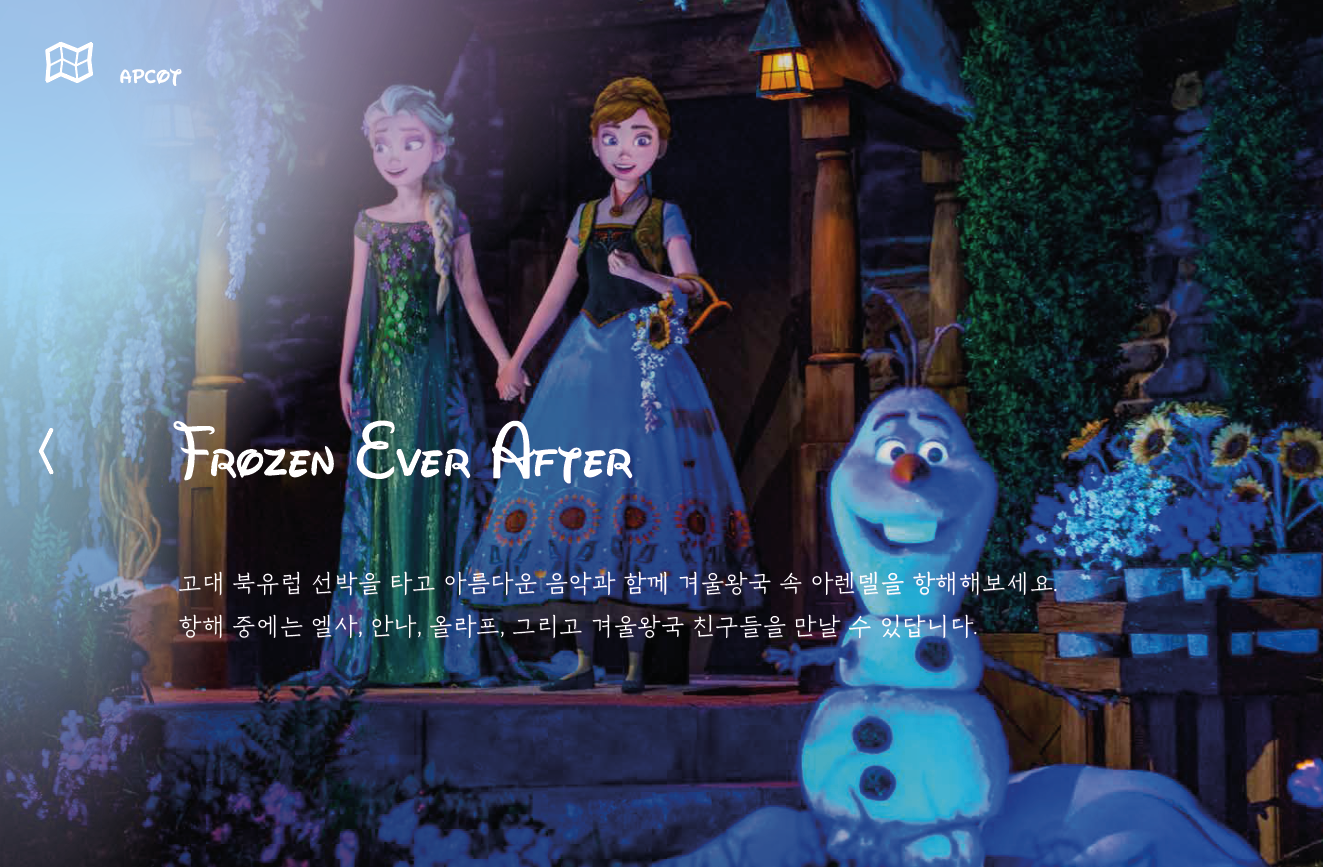 APCOT
Frozen Ever After
고대 북유럽 선박을 타고 아름다운 음악과 함께 겨울왕국 속 아렌델을 항해해보세요.
항해 중에는 엘사, 안나, 올라프, 그리고 겨울왕국 친구들을 만날 수 있답니다.